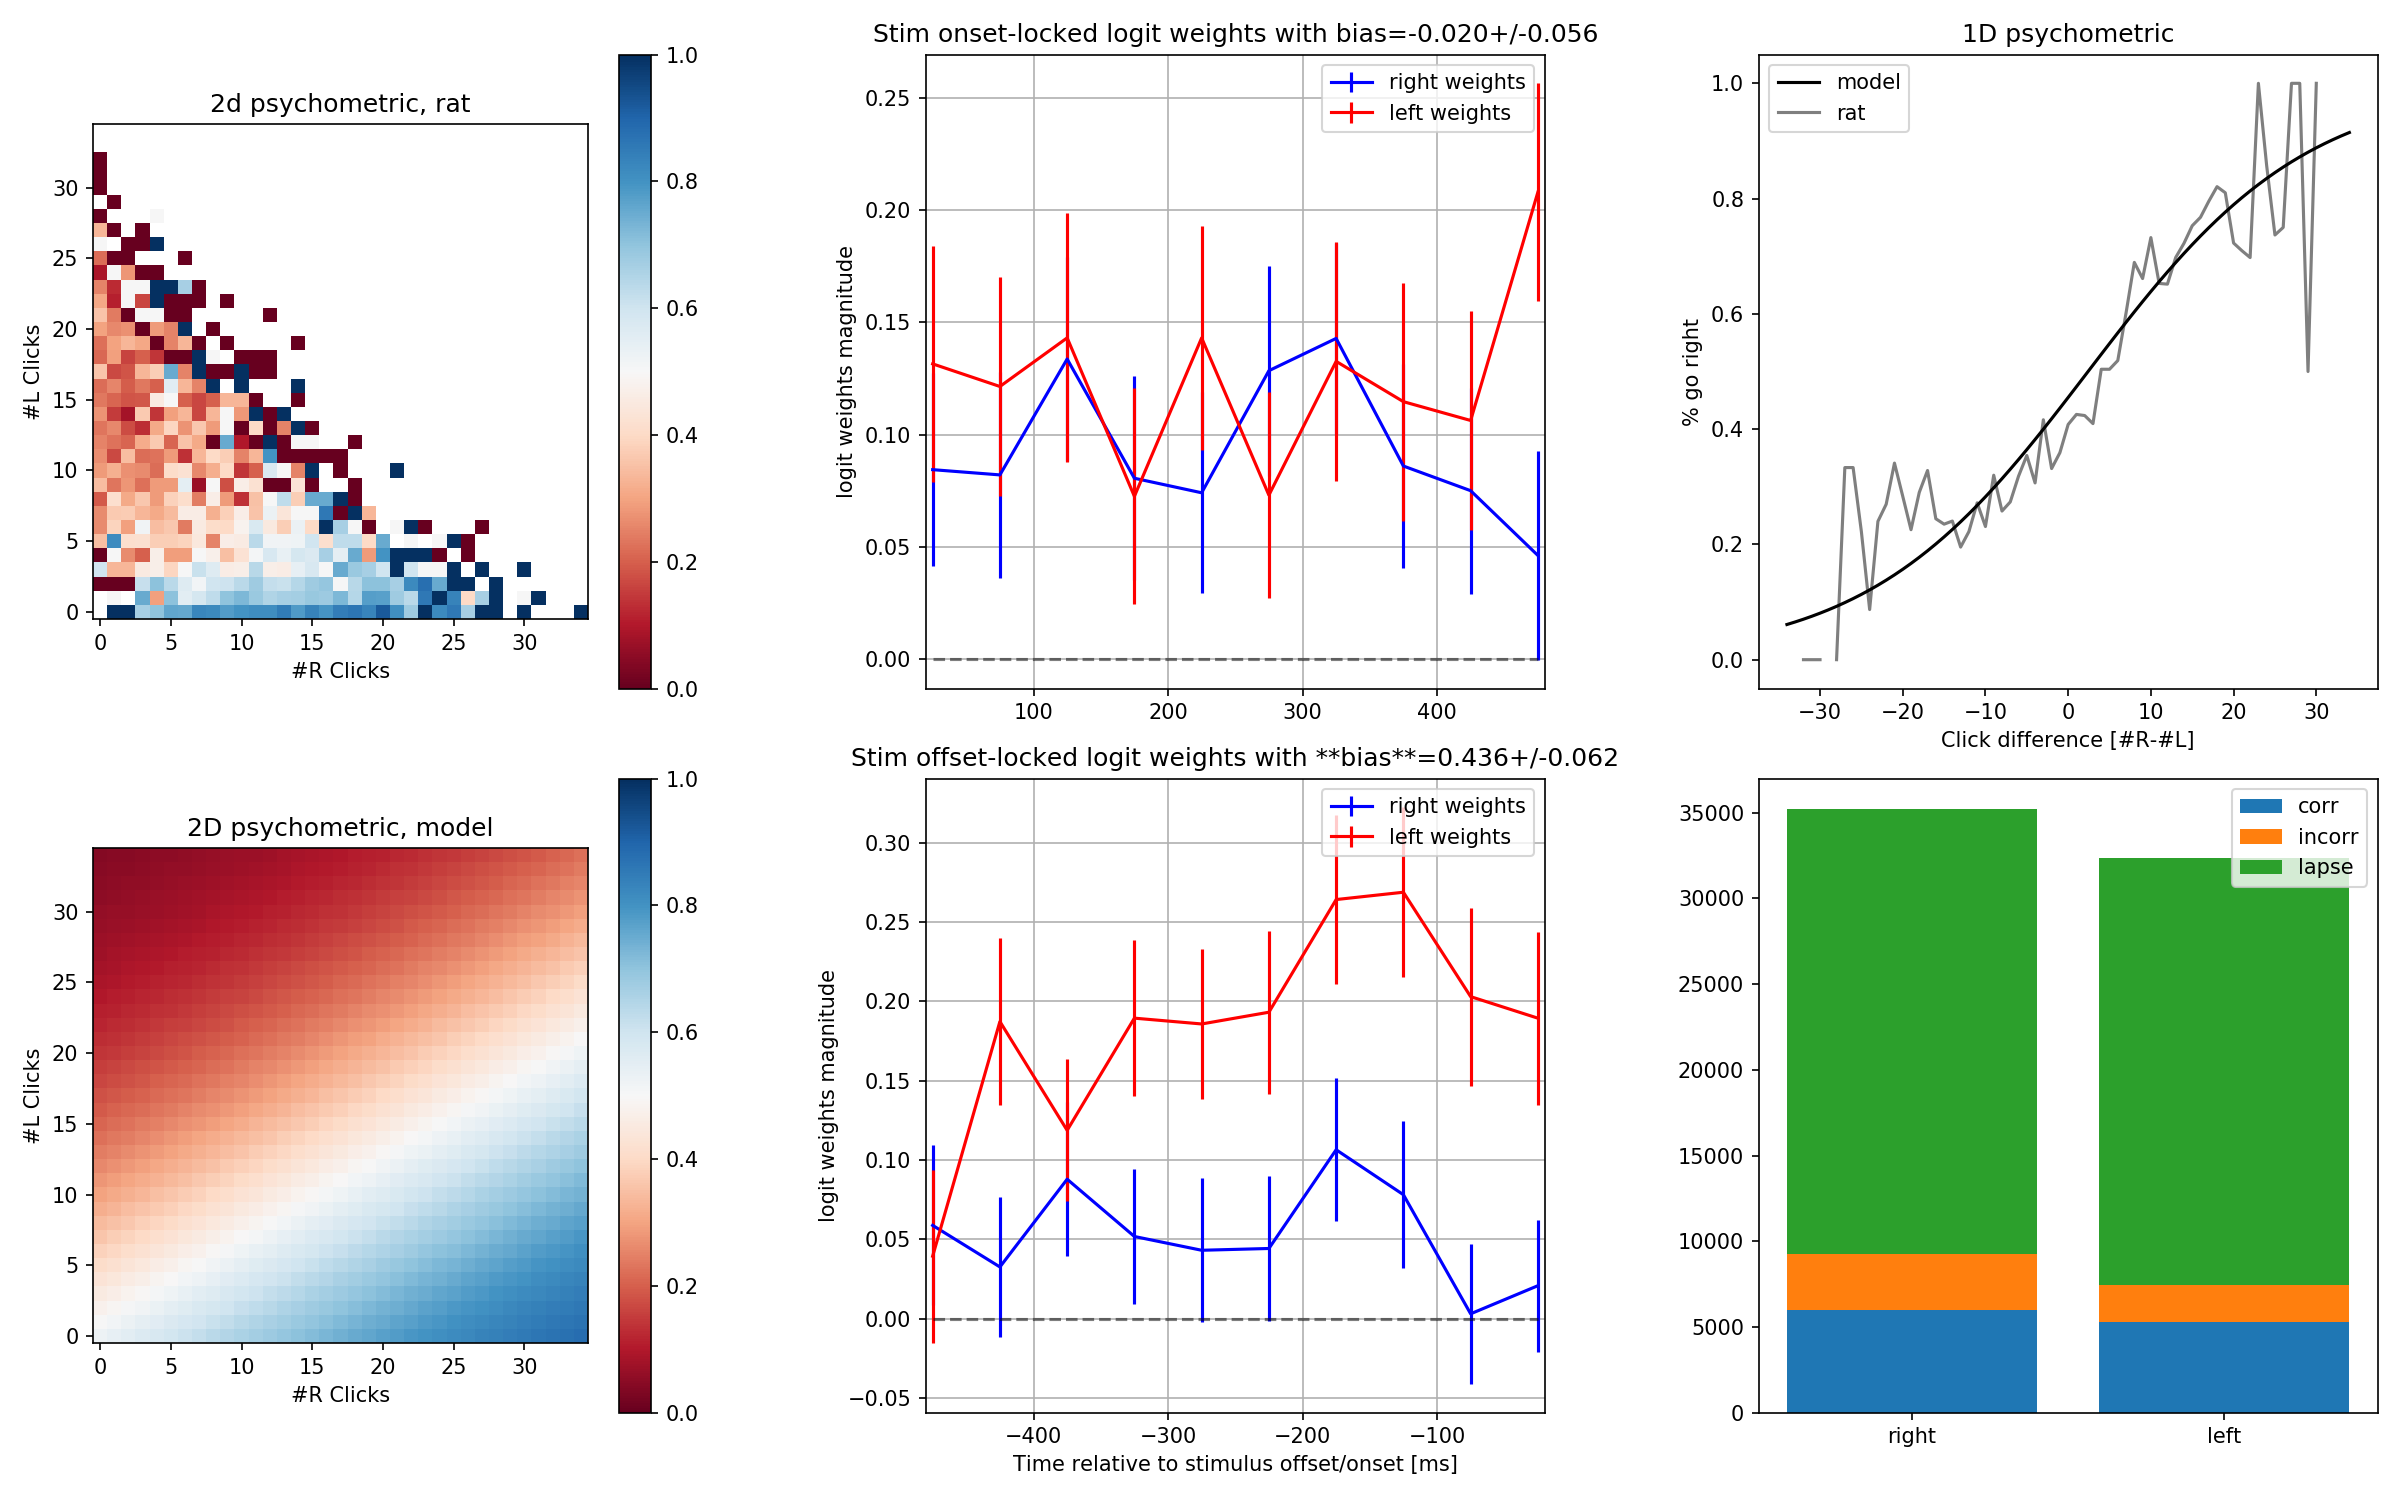 2d psychometric, rat
#L Clicks
30
25
20
15
10
5
0
0 5 10 15 20 25 30
#R Clicks
1.0
0.8
0.6
0.4
0.2
0.0
Stim onset-locked logit weights with bias=-0.020+/-0.056
right weights
left weights
logit weights magnitude
0.25
0.20
0.15
0.10
0.05
0.00
100 200 300 400
1D psychometric
model
rat
% go right
1.0
0.8
0.6
0.4
0.2
0.0
−30 −20 −10 0 10 20 30
Click difference [#R-#L]
2D psychometric, model
#L Clicks
30
25
20
15
10
5
0
0 5 10 15 20 25 30
#R Clicks
1.0
0.8
0.6
0.4
0.2
0.0
Stim offset-locked logit weights with **bias**=0.436+/-0.062
right weights
left weights
logit weights magnitude
0.30
0.25
0.20
0.15
0.10
0.05
0.00
−0.05
−400 −300 −200 −100
Time relative to stimulus offset/onset [ms]
corr
incorr
lapse
35000
30000
25000
20000
15000
10000
5000
0
right left